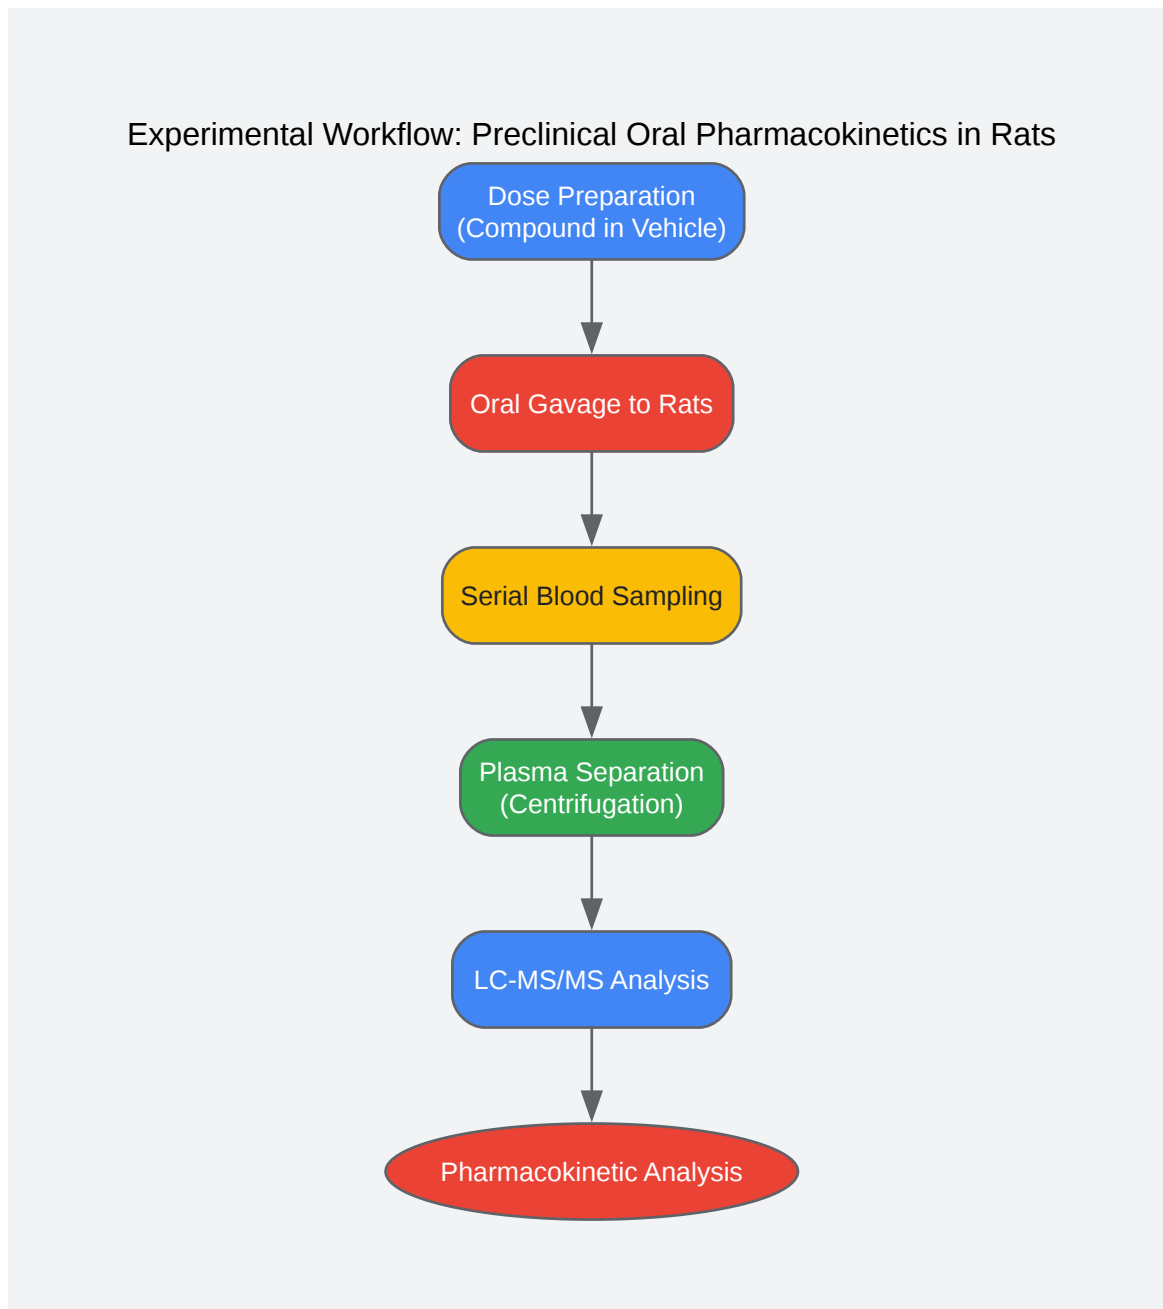 Experimental Workflow: Preclinical Oral Pharmacokinetics in Rats
Dose Preparation
(Compound in Vehicle)
Oral Gavage to Rats
Serial Blood Sampling
Plasma Separation
(Centrifugation)
LC-MS/MS Analysis
Pharmacokinetic Analysis